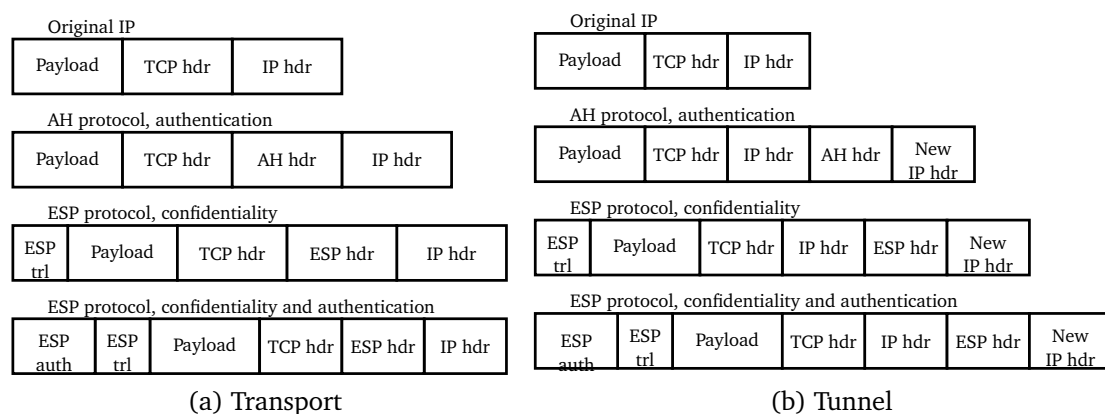 Original IP
Payload TCP hdr IP hdr
AH protocol, authentication
Payload TCP hdr AH hdr IP hdr
ESP protocol, confidentiality
ESP trl Payload TCP hdr ESP hdr IP hdr
ESP protocol, confidentiality and authentication
ESP auth ESP trl Payload TCP hdr ESP hdr IP hdr
(a) Transport
Original IP
Payload TCP hdr IP hdr
AH protocol, authentication
Payload TCP hdr IP hdr AH hdr New IP hdr
ESP protocol, confidentiality
ESP trl Payload TCP hdr IP hdr ESP hdr New IP hdr
ESP protocol, confidentiality and authentication
ESP auth ESP trl Payload TCP hdr IP hdr ESP hdr New IP hdr
(b) Tunnel